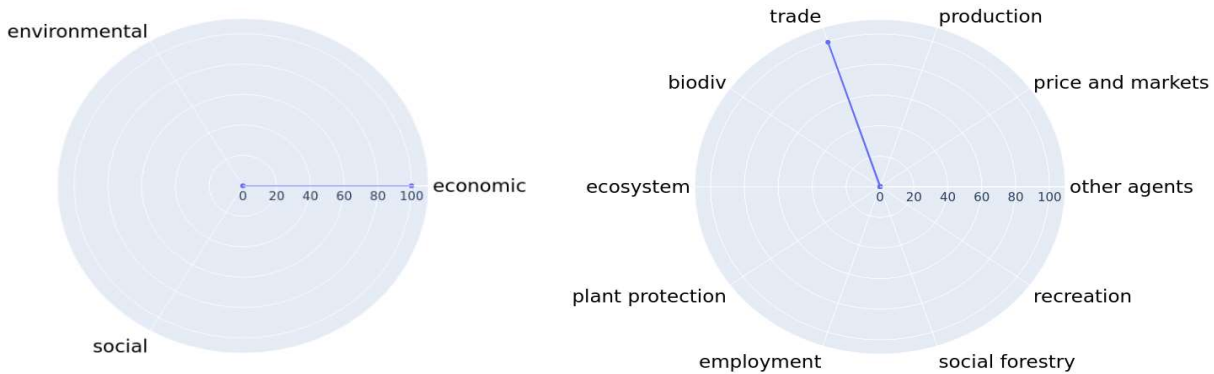 environmental
economic
social
0 20 40 60 80 100
trade
production
biodiv
price and markets
ecosystem
other agents
0 20 40 60 80 100
plant protection
recreation
employment
social forestry